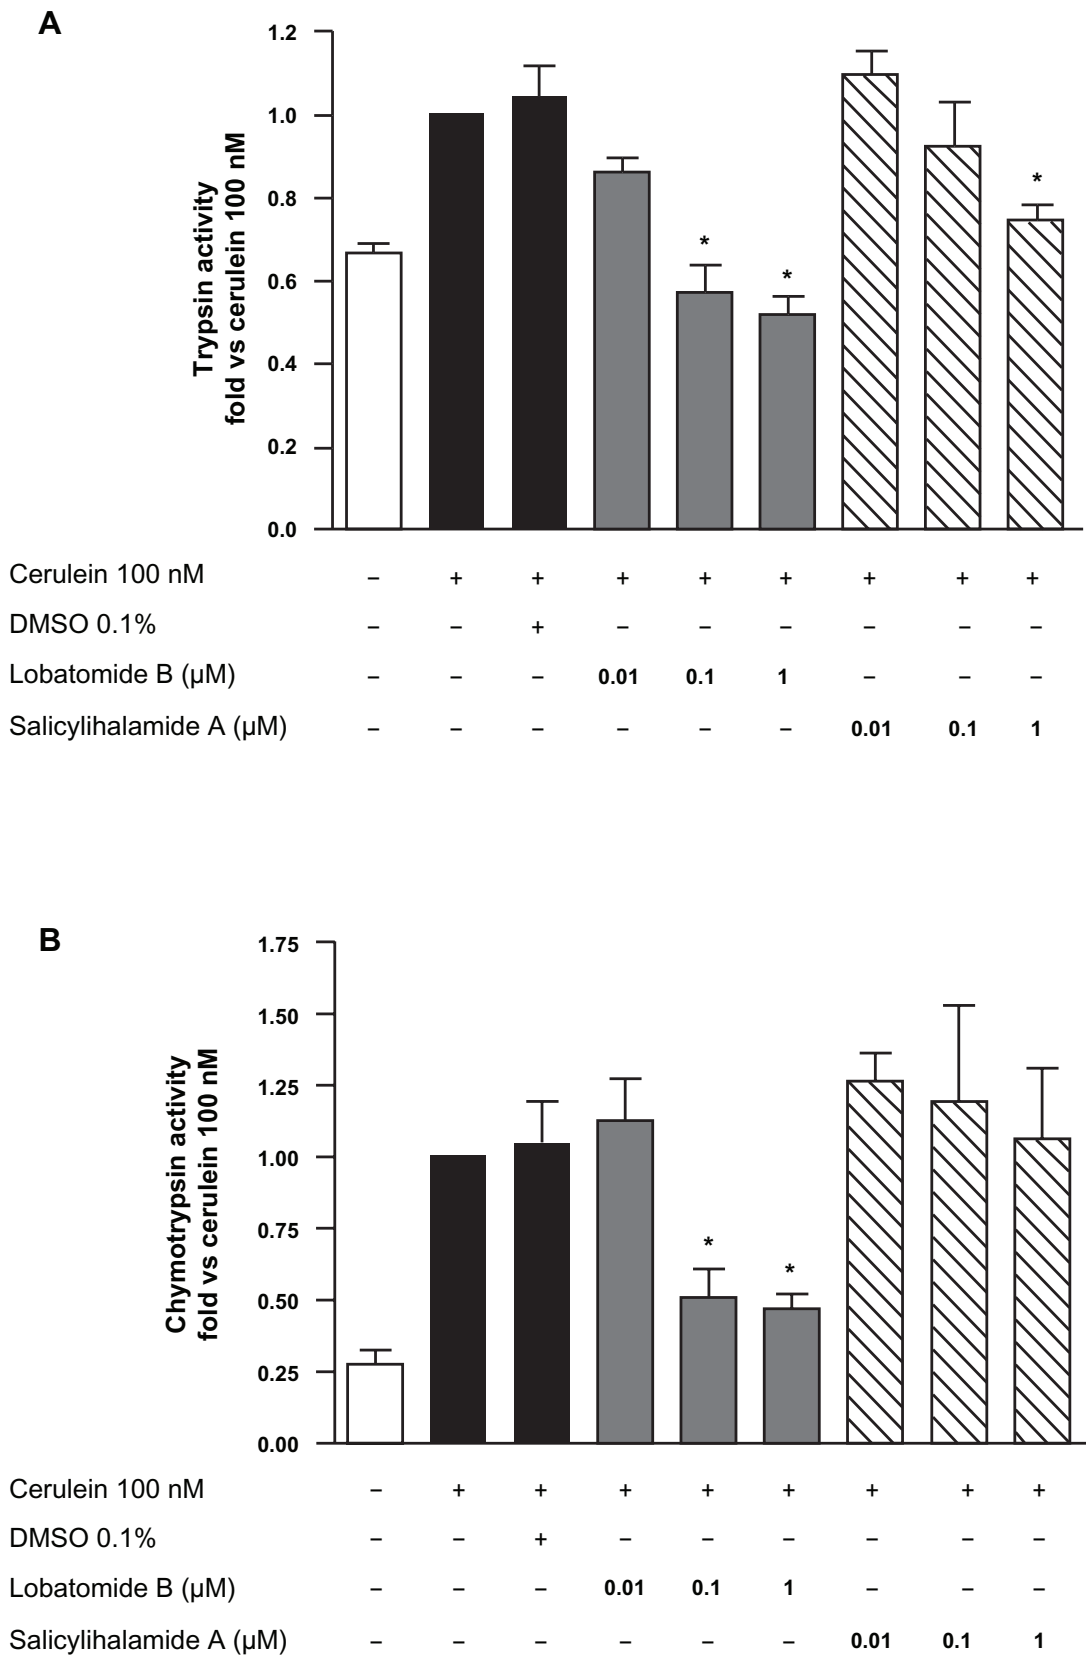 A
Trypsin activity
fold vs cerulein 100 nM
1.2
1.0
0.8
0.6
0.4
0.2
0.0
*
*
*
Cerulein 100 nM – + + + + + + + +
DMSO 0.1% – – + – – – – – –
Lobatomide B (μM) – – – 0.01 0.1 1 – – –
Salicylihalamide A (μM) – – – – – – 0.01 0.1 1
B
Chymotrypsin activity
fold vs cerulein 100 nM
1.75
1.50
1.25
1.00
0.75
0.50
0.25
0.00
*
*
Cerulein 100 nM – + + + + + + + +
DMSO 0.1% – – + – – – – – –
Lobatomide B (μM) – – – 0.01 0.1 1 – – –
Salicylihalamide A (μM) – – – – – – 0.01 0.1 1